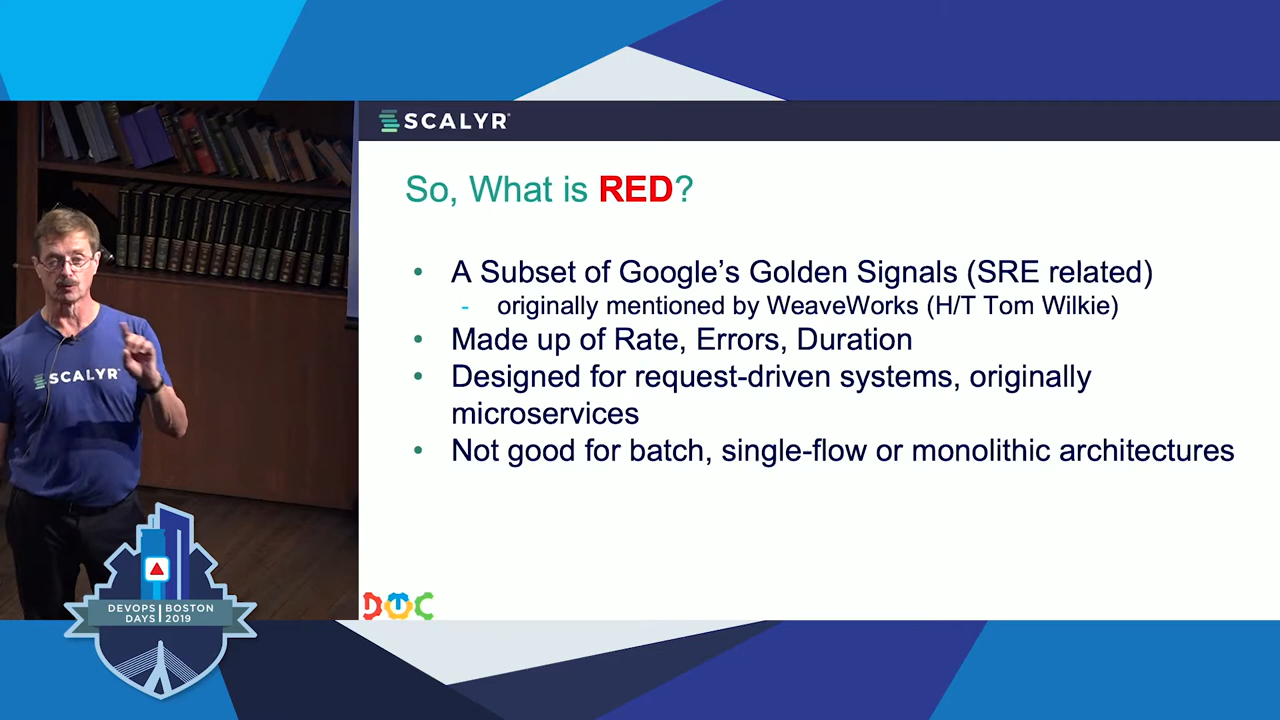 SCALYR
So, What is RED?
• A Subset of Google's Golden Signals (SRE related)
- originally mentioned by WeaveWorks (H/T Tom Wilkie)
• Made up of Rate, Errors, Duration
• Designed for request-driven systems, originally
microservices
• Not good for batch, single-flow or monolithic architectures
SCALYR
DEVOPS BOSTON
DAYS 2019
DOC